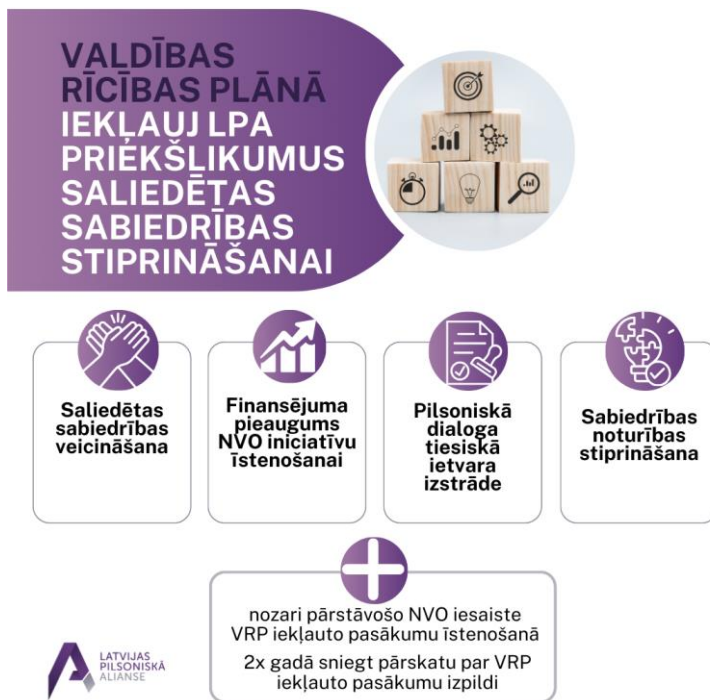 VALDĪBAS
RĪCĪBAS PLĀNĀ
IEKĻAUJ LPA
PRIEKŠLIKUMUS
SALIEDĒTAS
SABIEDRĪBAS
STIPRINĀŠANAI
Saliedētas
sabiedrības
veicināšana
Finansējuma
pieaugums
NVO iniciatīvu
īstenošanai
Pilsoniskā
dialoga
tiesiskā
ietvara
izstrāde
Sabiedrības
noturības
stiprināšana
nozari pārstāvošo NVO iesaiste
VRP iekļauto pasākumu īstenošanā
2x gadā sniegt pārskatu par VRP
iekļauto pasākumu izpildi
LATVIJAS
PILSONISKĀ
ALIANSE